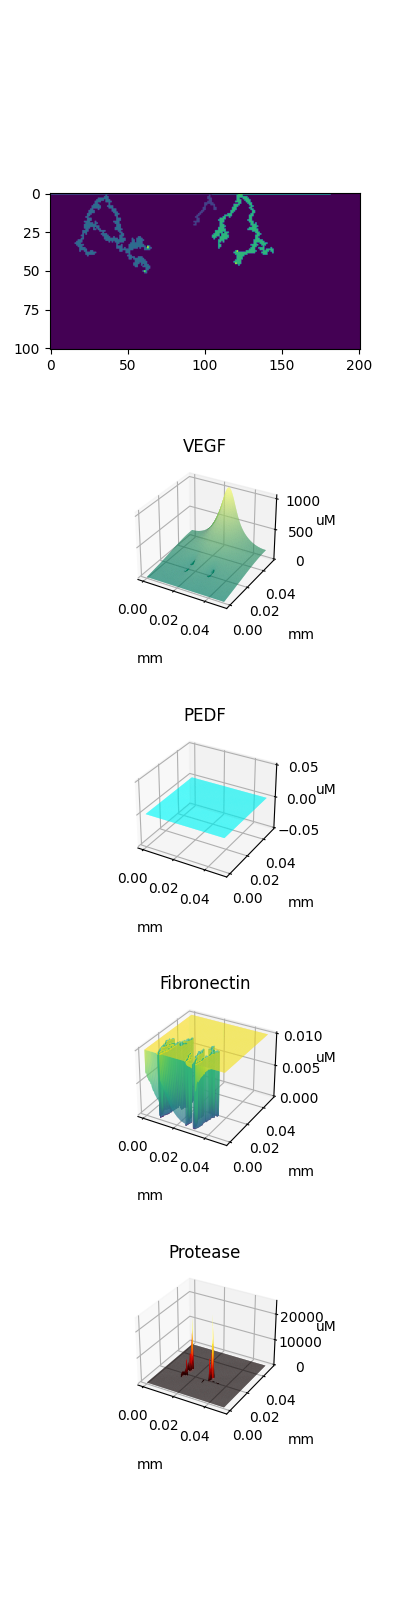 0
25
50
75
100
0 50 100 150 200
VEGF
1000
500 uM
0
0.00 0.02 0.04
0.00 0.02 0.04
mm mm
PEDF
0.05
0.00 uM
−0.05
0.00 0.02 0.04
0.00 0.02 0.04
mm mm
Fibronectin
0.010
0.005 uM
0.000
0.00 0.02 0.04
0.00 0.02 0.04
mm mm
Protease
20000
10000 uM
0
0.00 0.02 0.04
0.00 0.02 0.04
mm mm